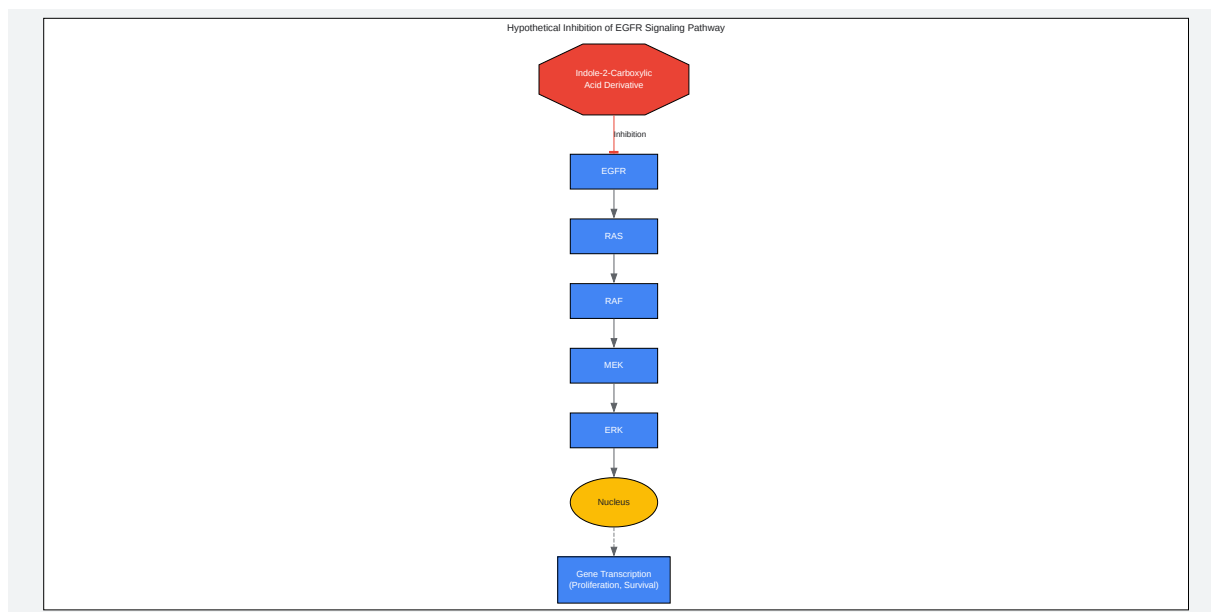 Hypothetical Inhibition of EGFR Signaling Pathway
Indole-2-Carboxylic
Acid Derivative
Inhibition
EGFR
RAS
RAF
MEK
ERK
Nucleus
Gene Transcription
(Proliferation, Survival)